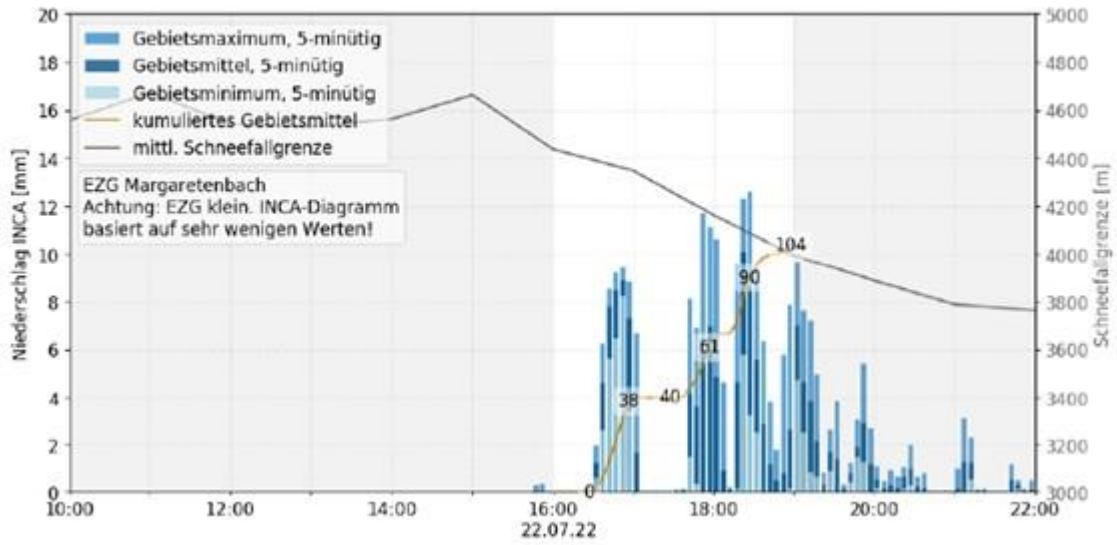 Gebietsmaximum, 5-minütig
Gebietsmittel, 5-minütig
Gebietsminimum, 5-minütig
kumuliertes Gebietsmittel
mittl. Schneefallgrenze
EZG Margaretenbach
Achtung: EZG klein. INCA-Diagramm
basiert auf sehr wenigen Werten!
Niederschlag INCA [mm]
20
18
16
14
12
10
8
6
4
2
0
0
38
40
61
90
104
5000
4800
4600
4400
4200
4000
3800
3600
3400
3200
3000
Schneefallgrenze [m]
10:00 12:00 14:00 16:00 18:00 20:00 22:00
22.07.22